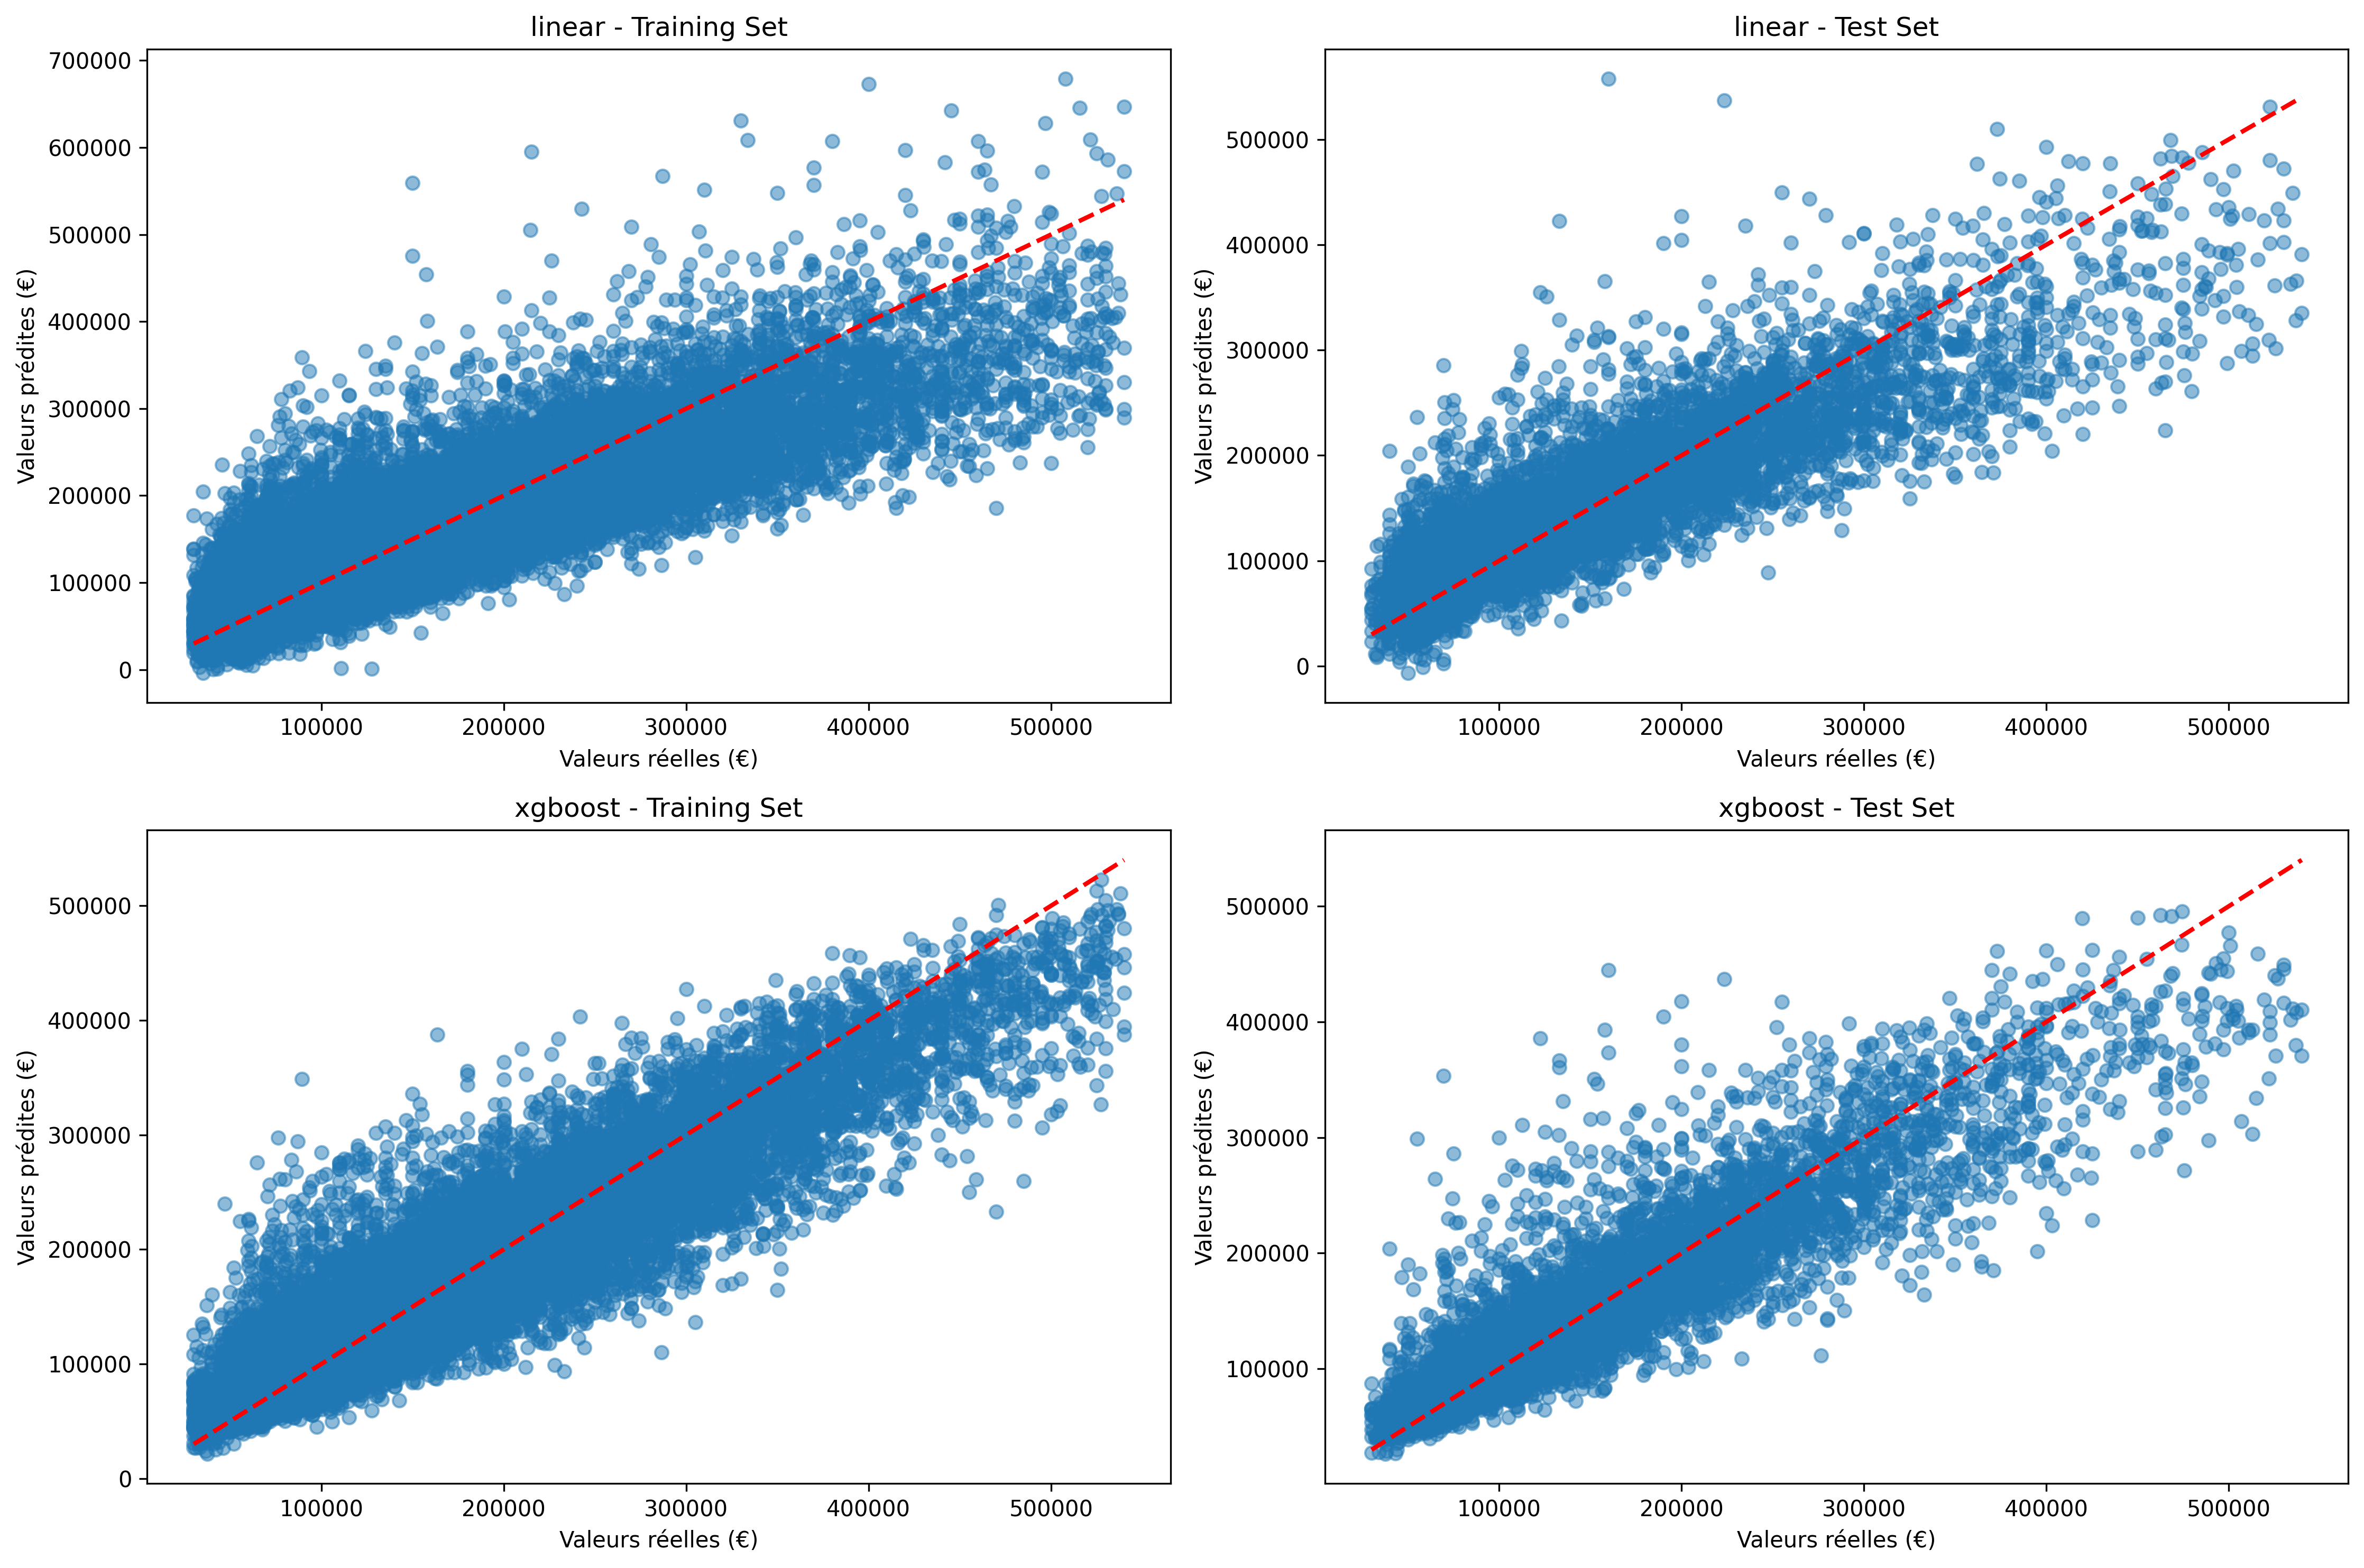 linear - Training Set
700000
600000
500000
400000
300000
200000
100000
0
Valeurs prédites (€)
100000 200000 300000 400000 500000
Valeurs réelles (€)
linear - Test Set
500000
400000
300000
200000
100000
0
Valeurs prédites (€)
100000 200000 300000 400000 500000
Valeurs réelles (€)
xgboost - Training Set
500000
400000
300000
200000
100000
0
Valeurs prédites (€)
100000 200000 300000 400000 500000
Valeurs réelles (€)
xgboost - Test Set
500000
400000
300000
200000
100000
Valeurs prédites (€)
100000 200000 300000 400000 500000
Valeurs réelles (€)